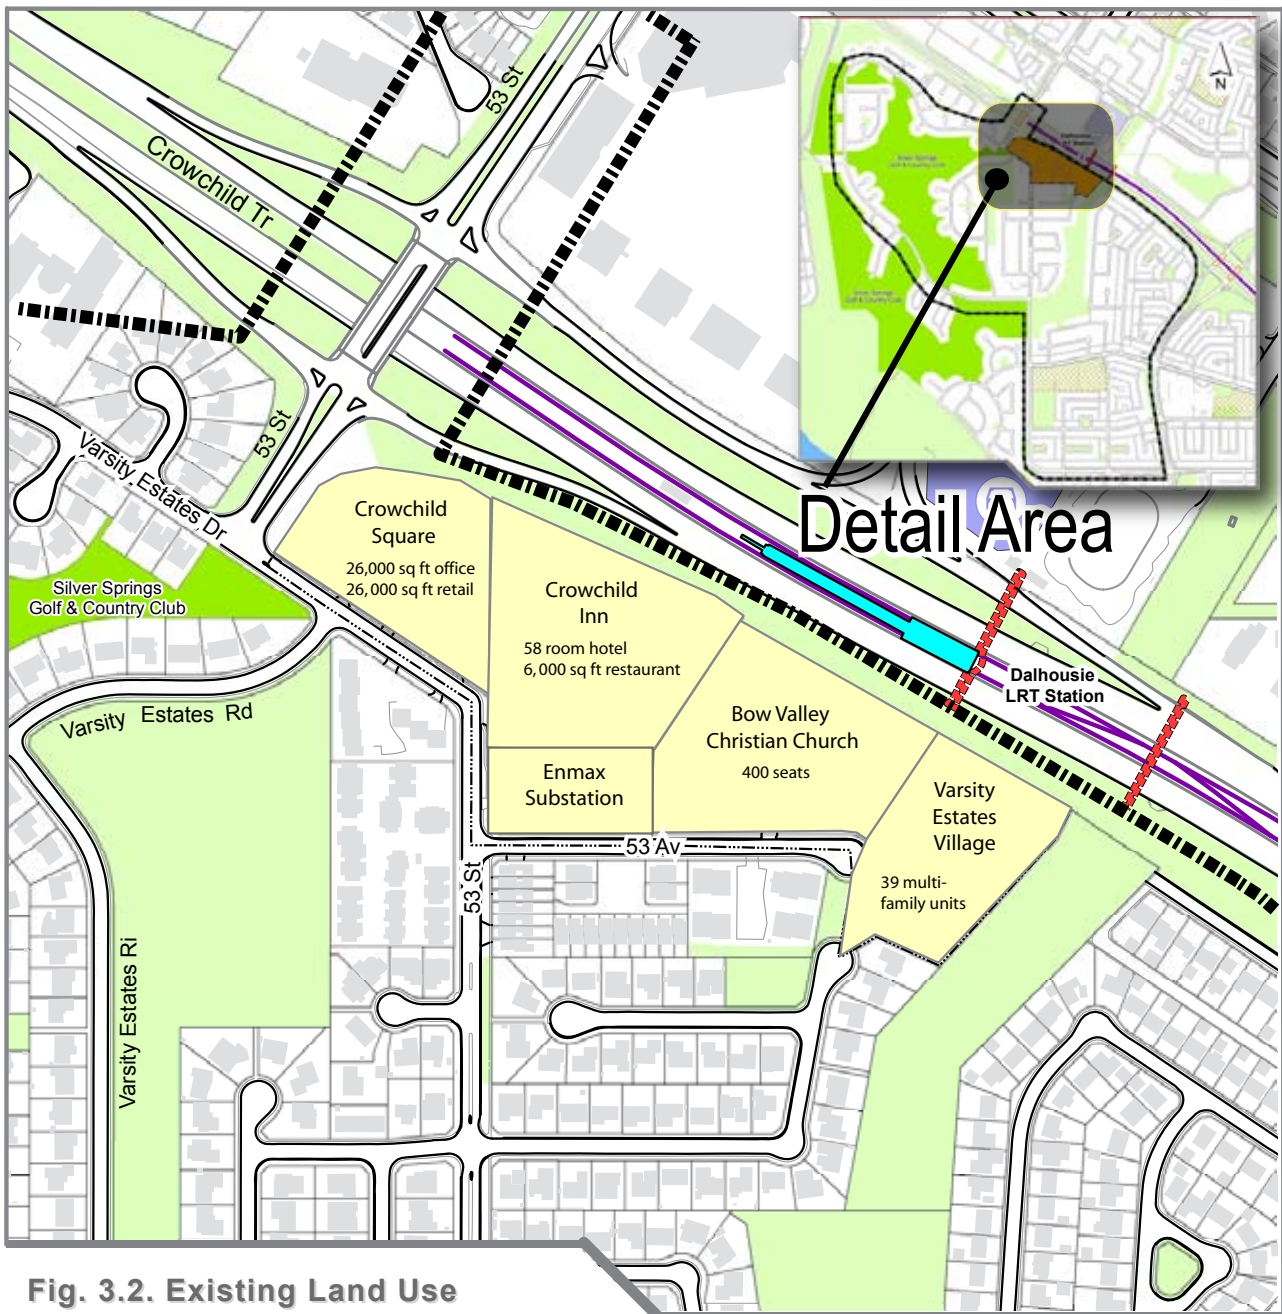 53 St
Crowchild Tr
N
Detail Area
53 St
Varsity Estates Dr
Crowchild
Square
26,000 sq ft office
26,000 sq ft retail
Crowchild
Inn
58 room hotel
6,000 sq ft restaurant
Silver Springs
Golf & Country Club
Dalhousie
LRT Station
Varsity Estates Rd
Bow Valley
Christian Church
400 seats
Enmax
Substation
Varsity
Estates
Village
39 multi-
family units
53 Av
53 St
Varsity Estates Ri
Fig. 3.2. Existing Land Use